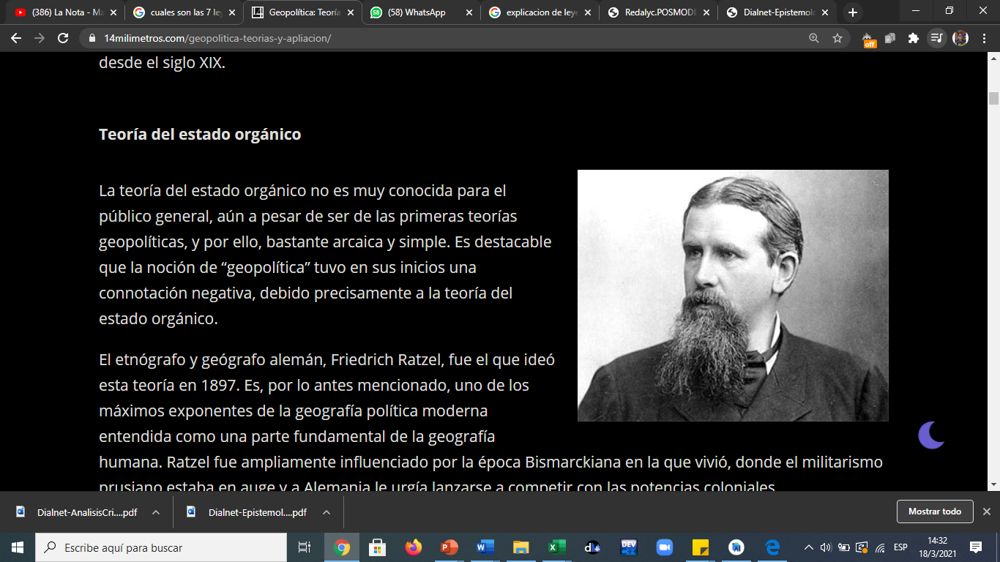 (386) La Nota - Ma
cuales son las 7 ley
Geopolítica: Teoría
(58) WhatsApp
explicacion de leye
Redalyc.POSMODE
Dialnet-Epistemolo
14milimetros.com/geopolitica-teorias-y-apliacion/
off
desde el siglo XIX.
Teoría del estado orgánico
La teoría del estado orgánico no es muy conocida para el
público general, aún a pesar de ser de las primeras teorías
geopolíticas, y por ello, bastante arcaica y simple. Es destacable
que la noción de “geopolítica” tuvo en sus inicios una
connotación negativa, debido precisamente a la teoría del
estado orgánico.
El etnógrafo y geógrafo alemán, Friedrich Ratzel, fue el que ideó
esta teoría en 1897. Es, por lo antes mencionado, uno de los
máximos exponentes de la geografía política moderna
entendida como una parte fundamental de la geografía
humana. Ratzel fue ampliamente influenciado por la época Bismarckiana en la que vivió, donde el militarismo
prusiano estaba en auge y a Alemania le urgía lanzarse a competir con las potencias coloniales
Dialnet-AnalisisCri....pdf
Dialnet-Epistemol....pdf
Mostrar todo
Escribe aquí para buscar
DEV
ESP
14:32
18/3/2021